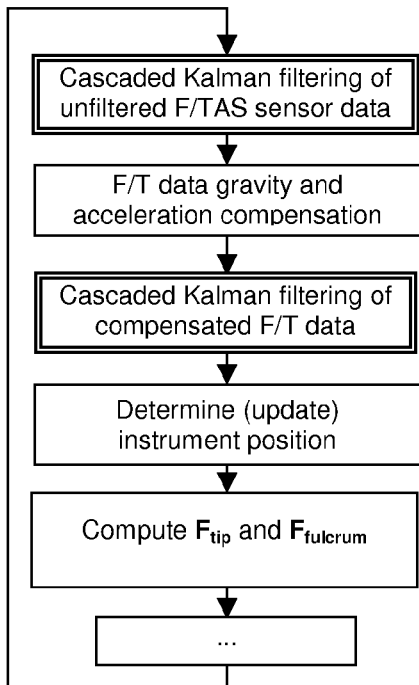 Cascaded Kalman filtering of
unfiltered F/TAS sensor data
F/T data gravity and
acceleration compensation
Cascaded Kalman filtering of
compensated F/T data
Determine (update)
instrument position
Compute Ftip and Ffulcrum
...